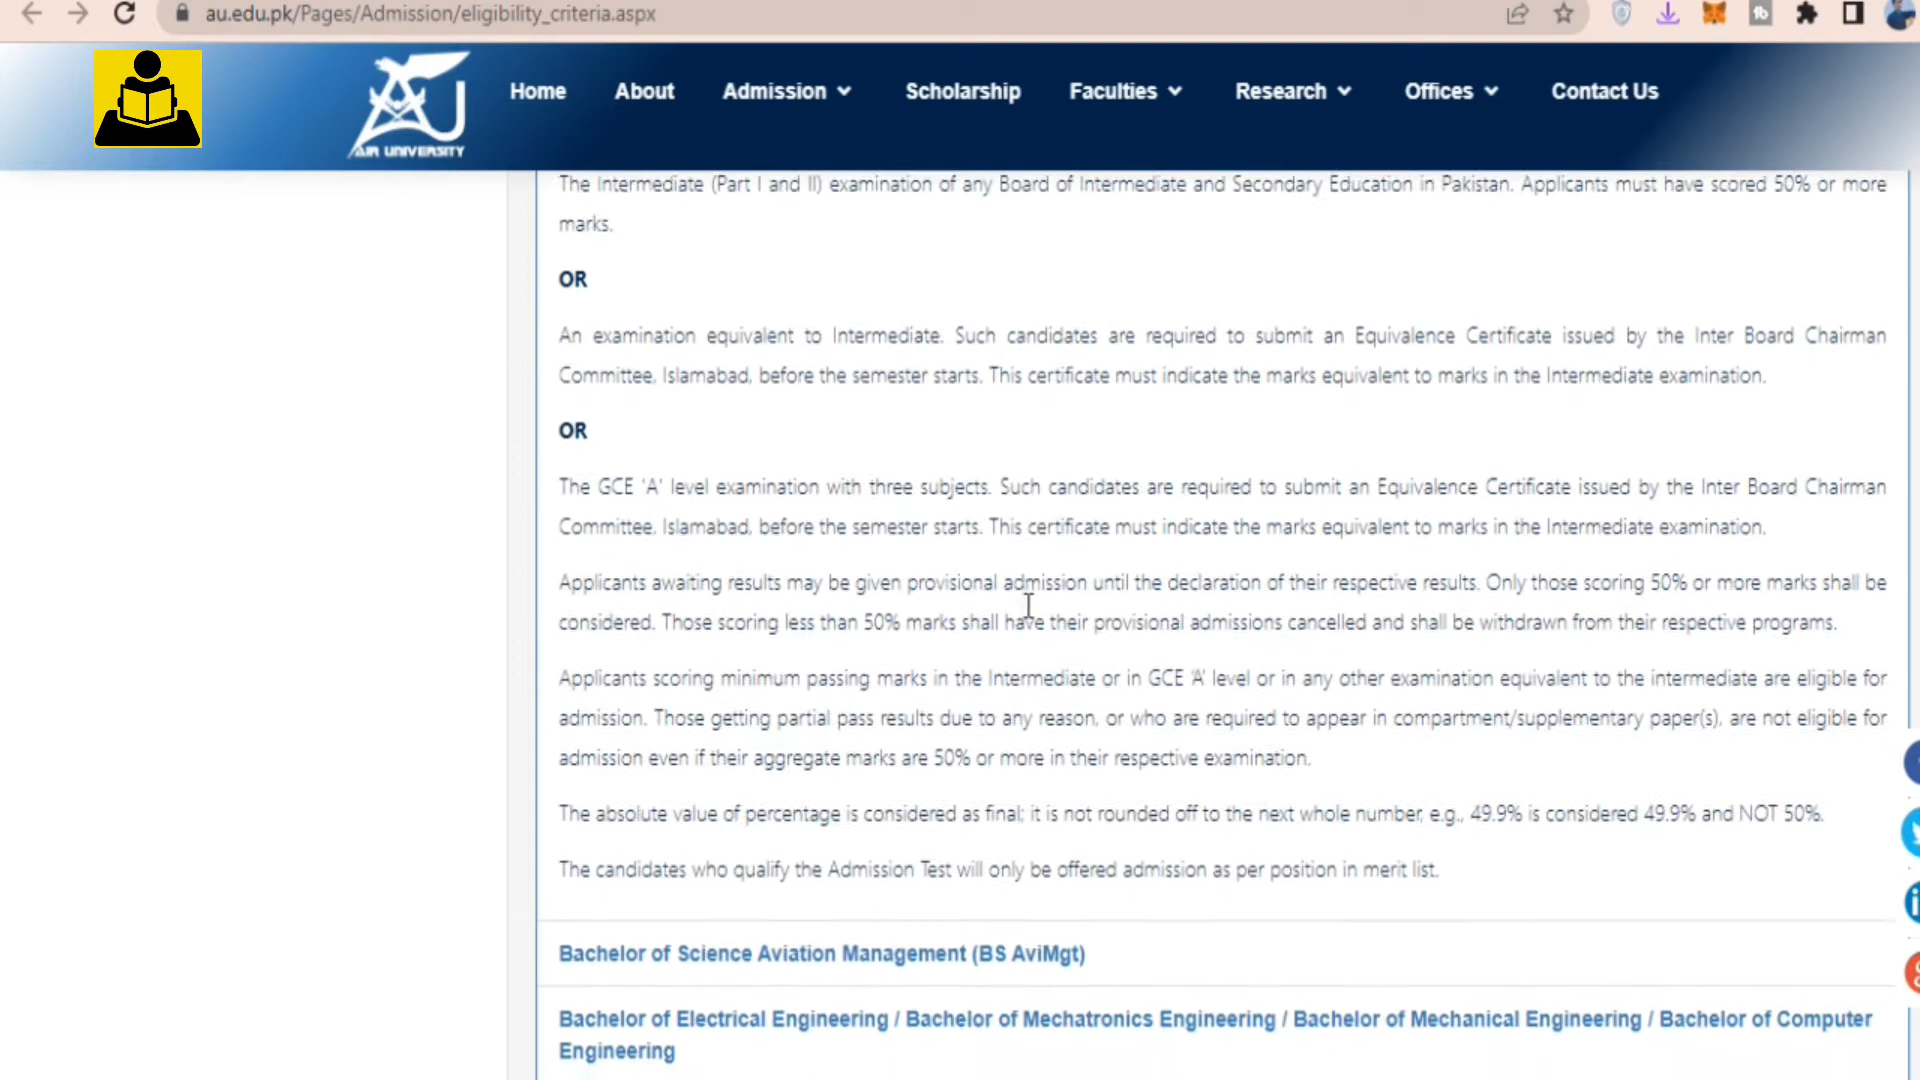 au.edu.pk/Pages/Admission/eligibility_criteria.aspx
AIR UNIVERSITY
Home About Admission Scholarship Faculties Research Offices Contact Us
The Intermediate (Part I and II) examination of any Board of Intermediate and Secondary Education in Pakistan. Applicants must have scored 50% or more
marks.
OR
An examination equivalent to Intermediate. Such candidates are required to submit an Equivalence Certificate issued by the Inter Board Chairman
Committee, Islamabad, before the semester starts. This certificate must indicate the marks equivalent to marks in the Intermediate examination.
OR
The GCE 'A' level examination with three subjects. Such candidates are required to submit an Equivalence Certificate issued by the Inter Board Chairman
Committee, Islamabad, before the semester starts. This certificate must indicate the marks equivalent to marks in the Intermediate examination.
Applicants awaiting results may be given provisional admission until the declaration of their respective results. Only those scoring 50% or more marks shall be
considered. Those scoring less than 50% marks shall have their provisional admissions cancelled and shall be withdrawn from their respective programs.
Applicants scoring minimum passing marks in the Intermediate or in GCE 'A' level or in any other examination equivalent to the intermediate are eligible for
admission. Those getting partial pass results due to any reason, or who are required to appear in compartment/supplementary paper(s), are not eligible for
admission even if their aggregate marks are 50% or more in their respective examination.
The absolute value of percentage is considered as final; it is not rounded off to the next whole number, e.g., 49.9% is considered 49.9% and NOT 50%.
The candidates who qualify the Admission Test will only be offered admission as per position in merit list.
Bachelor of Science Aviation Management (BS AviMgt)
Bachelor of Electrical Engineering / Bachelor of Mechatronics Engineering / Bachelor of Mechanical Engineering / Bachelor of Computer
Engineering